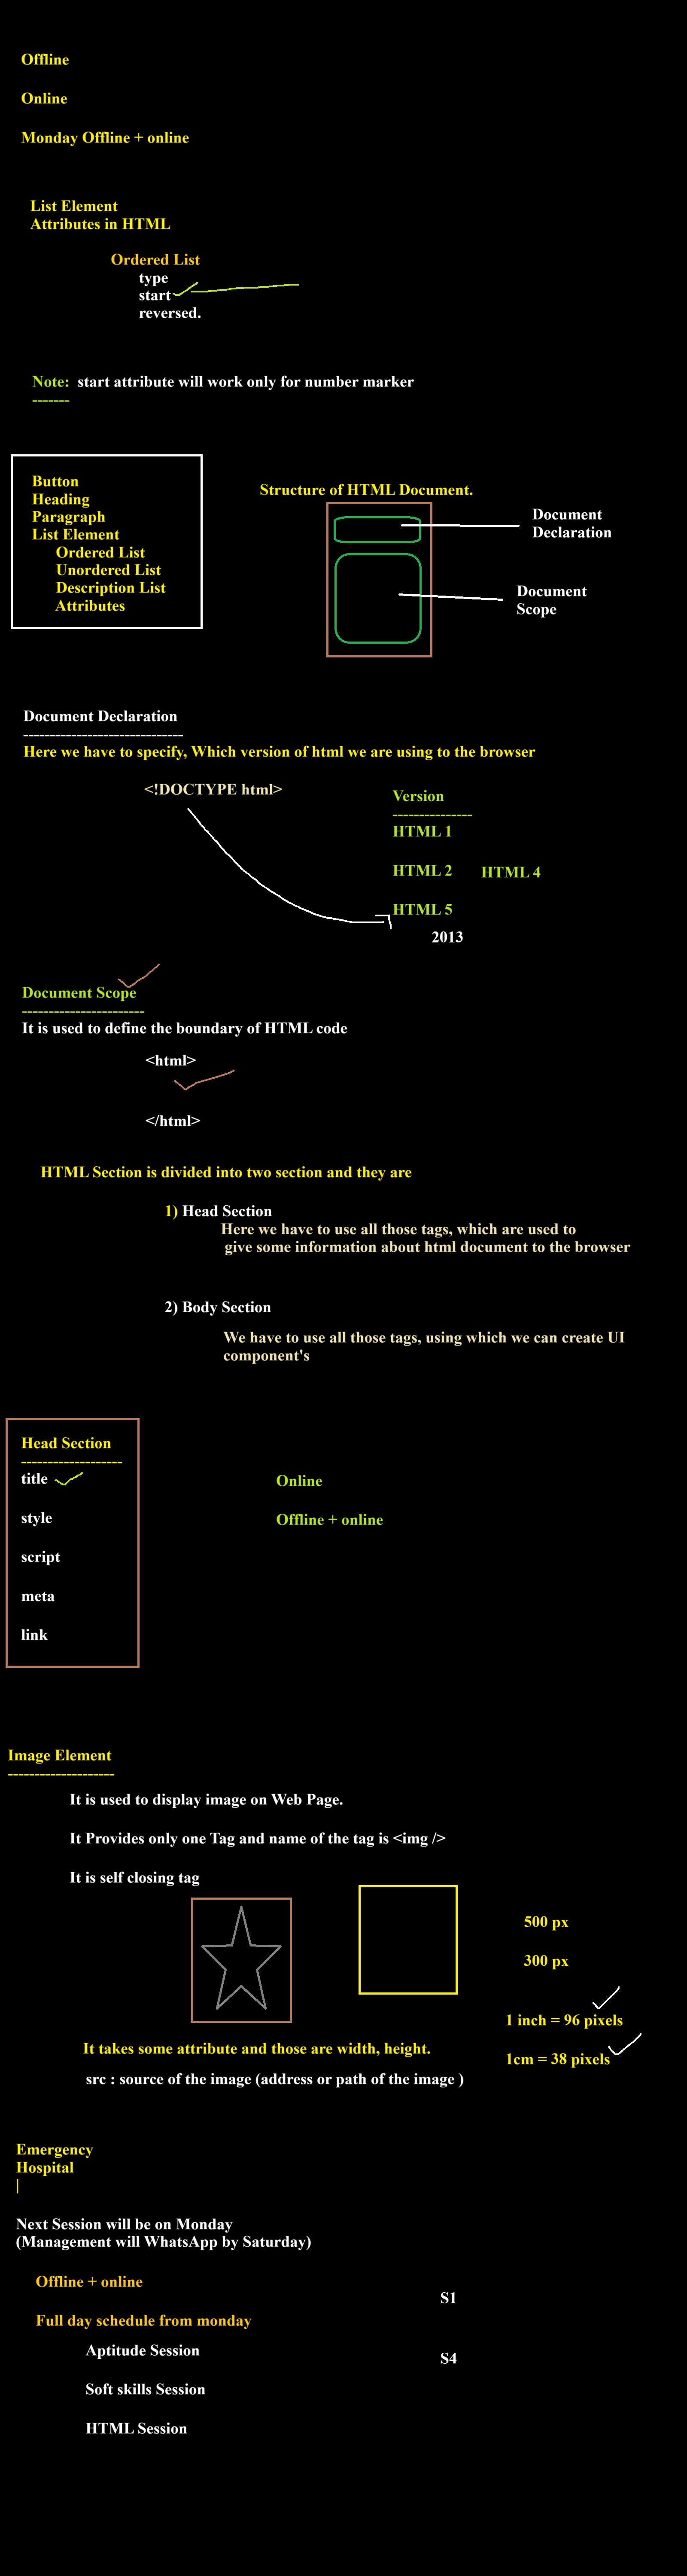 Offline
Online
Monday Offline + online
List Element
Attributes in HTML
Ordered List
type
start
reversed.
Note:  start attribute will work only for number marker
-------
Button
Heading
Paragraph
List Element
Ordered List
Unordered List
Description List
Attributes
Structure of HTML Document.
Document
Declaration
Document
Scope
Document Declaration
------------------------------
Here we have to specify, Which version of html we are using to the browser
<!DOCTYPE html>
Version
---------------
HTML 1
HTML 2
HTML 4
HTML 5
2013
Document Scope
-----------------------
It is used to define the boundary of HTML code
<html>
</html>
HTML Section is divided into two section and they are
1) Head Section
Here we have to use all those tags, which are used to
give some information about html document to the browser
2) Body Section
We have to use all those tags, using which we can create UI
component's
Head Section
-------------------
title
style
script
meta
link
Online
Offline + online
Image Element
--------------------
It is used to display image on Web Page.
It Provides only one Tag and name of the tag is <img />
It is self closing tag
500 px
300 px
1 inch = 96 pixels
1cm = 38 pixels
It takes some attribute and those are width, height.
src : source of the image (address or path of the image )
Emergency
Hospital
|
Next Session will be on Monday
(Management will WhatsApp by Saturday)
Offline + online
Full day schedule from monday
Aptitude Session
Soft skills Session
HTML Session
S1
S4